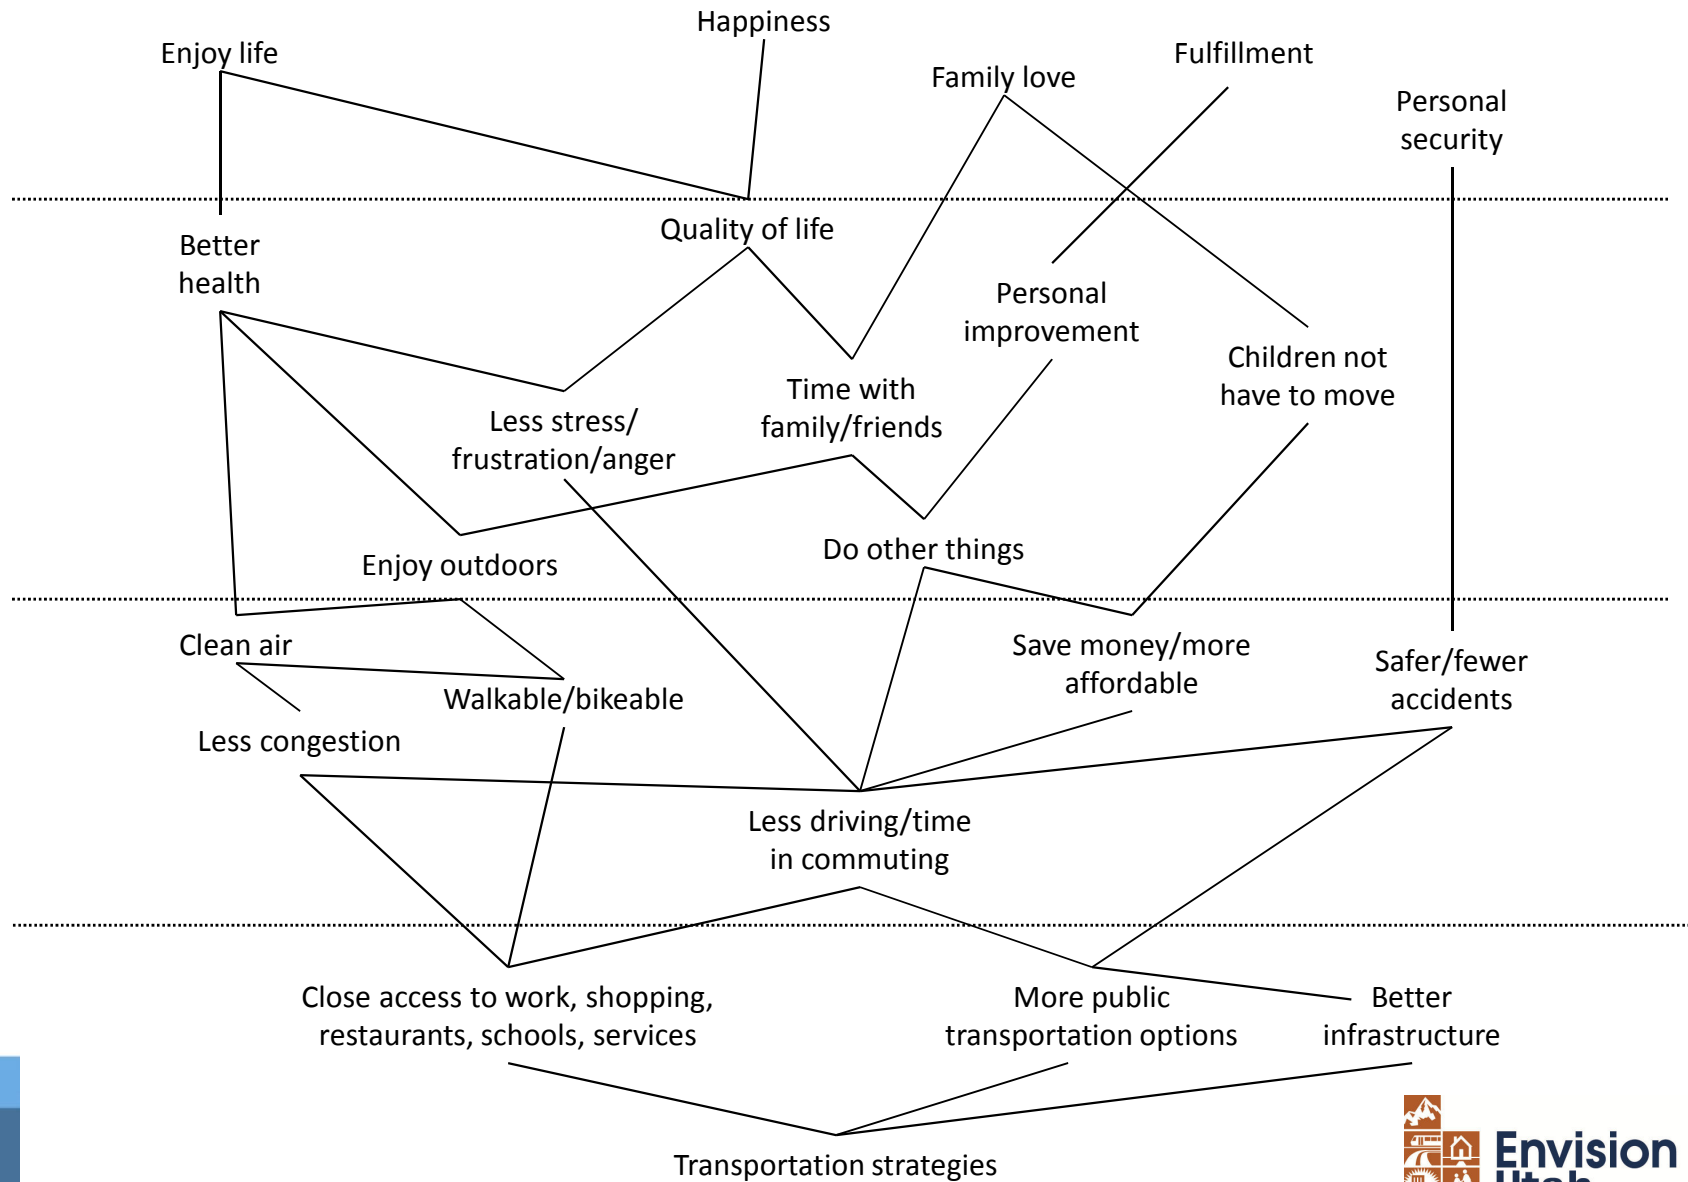 Happiness
Enjoy life
Fulfillment
Family love
Personal
security
Quality of life
Better
health
Personal
improvement
Children not
have to move
Time with
family/friends
Less stress/
frustration/anger
Do other things
Enjoy outdoors
Clean air
Save money/more
affordable
Safer/fewer
accidents
Walkable/bikeable
Less congestion
Less driving/time
in commuting
Close access to work, shopping,
restaurants, schools, services
More public
transportation options
Better
infrastructure
Transportation strategies
Envision
Utah